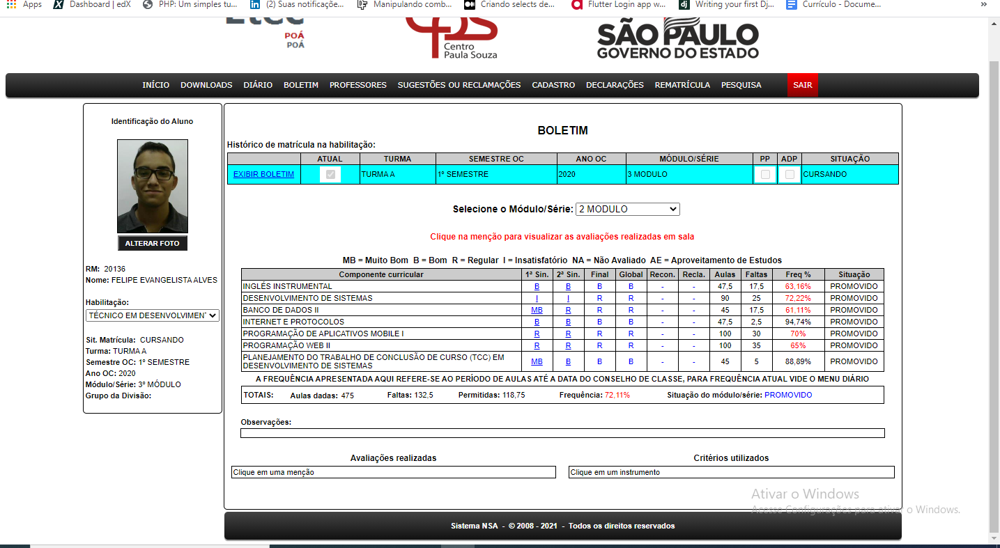 Apps Dashboard | edX PHP: Um simples tu... (2) Suas notificaçõe... Manipulando comb... Criando selects de... Flutter Login app w... Writing your first Dj... Currículo - Docume... »
Etec
POÁ
POÁ
cps
Centro
Paula Souza
SÃO PAULO
GOVERNO DO ESTADO
INÍCIO DOWNLOADS DIÁRIO BOLETIM PROFESSORES SUGESTÕES OU RECLAMAÇÕES CADASTRO DECLARAÇÕES REMATRÍCULA PESQUISA SAIR
Identificação do Aluno
ALTERAR FOTO
RM: 20136
Nome: FELIPE EVANGELISTA ALVES
Habilitação:
TÉCNICO EM DESENVOLVIMENT
Sit. Matrícula: CURSANDO
Turma: TURMA A
Semestre OC: 1º SEMESTRE
Ano OC: 2020
Módulo/Série: 3º MÓDULO
Grupo da Divisão:
BOLETIM
Histórico de matrícula na habilitação:
ATUAL TURMA SEMESTRE OC ANO OC MÓDULO/SÉRIE PP ADP SITUAÇÃO
EXIBIR BOLETIM TURMA A 1º SEMESTRE 2020 3 MODULO CURSANDO
Selecione o Módulo/Série: 2 MODULO
Clique na menção para visualizar as avaliações realizadas em sala
MB = Muito Bom B = Bom R = Regular I = Insatisfatório NA = Não Avaliado AE = Aproveitamento de Estudos
Componente curricular 1ª Sin. 2ª Sin. Final Global Recon. Recla. Aulas Faltas Freq % Situação
INGLÊS INSTRUMENTAL B B B B - - 47,5 17,5 63,16% PROMOVIDO
DESENVOLVIMENTO DE SISTEMAS I I R R - - 90 25 72,22% PROMOVIDO
BANCO DE DADOS II MB R R R - - 45 17,5 61,11% PROMOVIDO
INTERNET E PROTOCOLOS B B B B - - 47,5 2,5 94,74% PROMOVIDO
PROGRAMAÇÃO DE APLICATIVOS MOBILE I R R R R - - 100 30 70% PROMOVIDO
PROGRAMAÇÃO WEB II R R R R - - 100 35 65% PROMOVIDO
PLANEJAMENTO DO TRABALHO DE CONCLUSÃO DE CURSO (TCC) EM
DESENVOLVIMENTO DE SISTEMAS MB B B B - - 45 5 88,89% PROMOVIDO
A FREQUÊNCIA APRESENTADA AQUI REFERE-SE AO PERÍODO DE AULAS ATÉ A DATA DO CONSELHO DE CLASSE, PARA FREQUÊNCIA ATUAL VIDE O MENU DIÁRIO
TOTAIS: Aulas dadas: 475 Faltas: 132,5 Permitidas: 118,75 Frequência: 72,11% Situação do módulo/série: PROMOVIDO
Observações:
Avaliações realizadas Critérios utilizados
Clique em uma menção Clique em um instrumento
Ativar o Windows
Acesse Configurações para ativar o Windows.
Sistema NSA - © 2008 - 2021 - Todos os direitos reservados